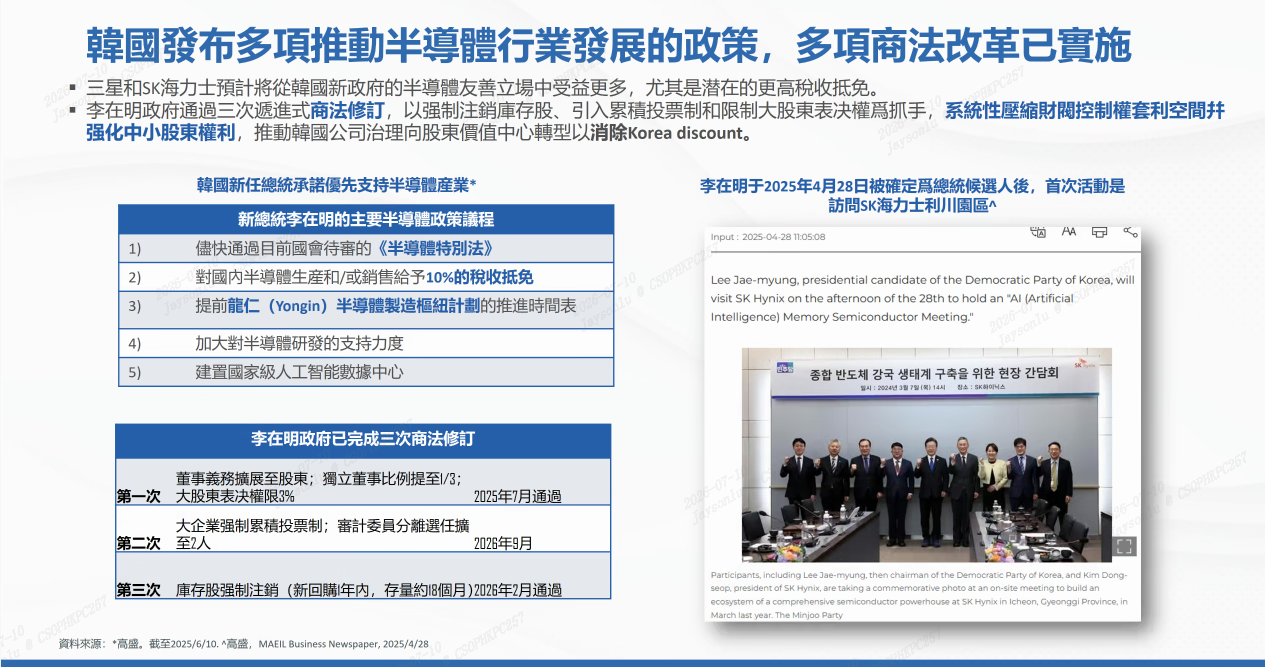 韓國發布多項推動半導體行業發展的政策，多項商法改革已實施
▪ 三星和SK海力士預計將從韓國新政府的半導體友善立場中受益更多，尤其是潛在的更高稅收抵免。
▪ 李在明政府通過三次遞進式商法修訂，以强制注銷庫存股、引入累積投票制和限制大股東表决權爲抓手，系統性壓縮財閥控制權套利空間并
强化中小股東權利，推動韓國公司治理向股東價值中心轉型以消除Korea discount。
韓國新任總統承諾優先支持半導體産業*
新總統李在明的主要半導體政策議程
1) 儘快通過目前國會待審的《半導體特別法》
2) 對國內半導體生産和/或銷售給予10%的稅收抵免
3) 提前龍仁（Yongin）半導體製造樞紐計劃的推進時間表
4) 加大對半導體研發的支持力度
5) 建置國家級人工智能數據中心
李在明政府已完成三次商法修訂
第一次 董事義務擴展至股東；獨立董事比例提至1/3；
大股東表决權限3% 2025年7月通過
第二次 大企業强制累積投票制；審計委員分離選任擴
至2人 2026年9月
第三次 庫存股强制注銷（新回購1年內，存量約18個月) 2026年2月通過
李在明于2025年4月28日被確定爲總統候選人後，首次活動是
訪問SK海力士利川園區^
Input : 2025-04-28 11:05:08
Lee Jae-myung, presidential candidate of the Democratic Party of Korea, will
visit SK Hynix on the afternoon of the 28th to hold an "AI (Artificial
Intelligence) Memory Semiconductor Meeting."
종합 반도체 강국 생태계 구축을 위한 현장 간담회
일시 : 2024년 3월 7일 (목) 14시 장소 : SK하이닉스
Participants, including Lee Jae-myung, then chairman of the Democratic Party of Korea, and Kim Dong-
seop, president of SK Hynix, are taking a commemorative photo at an on-site meeting to build an
ecosystem of a comprehensive semiconductor powerhouse at SK Hynix in Icheon, Gyeonggi Province, in
March last year. The Minjoo Party
資料來源：*高盛。截至2025/6/10. ^高盛，MAEIL Business Newspaper, 2025/4/28